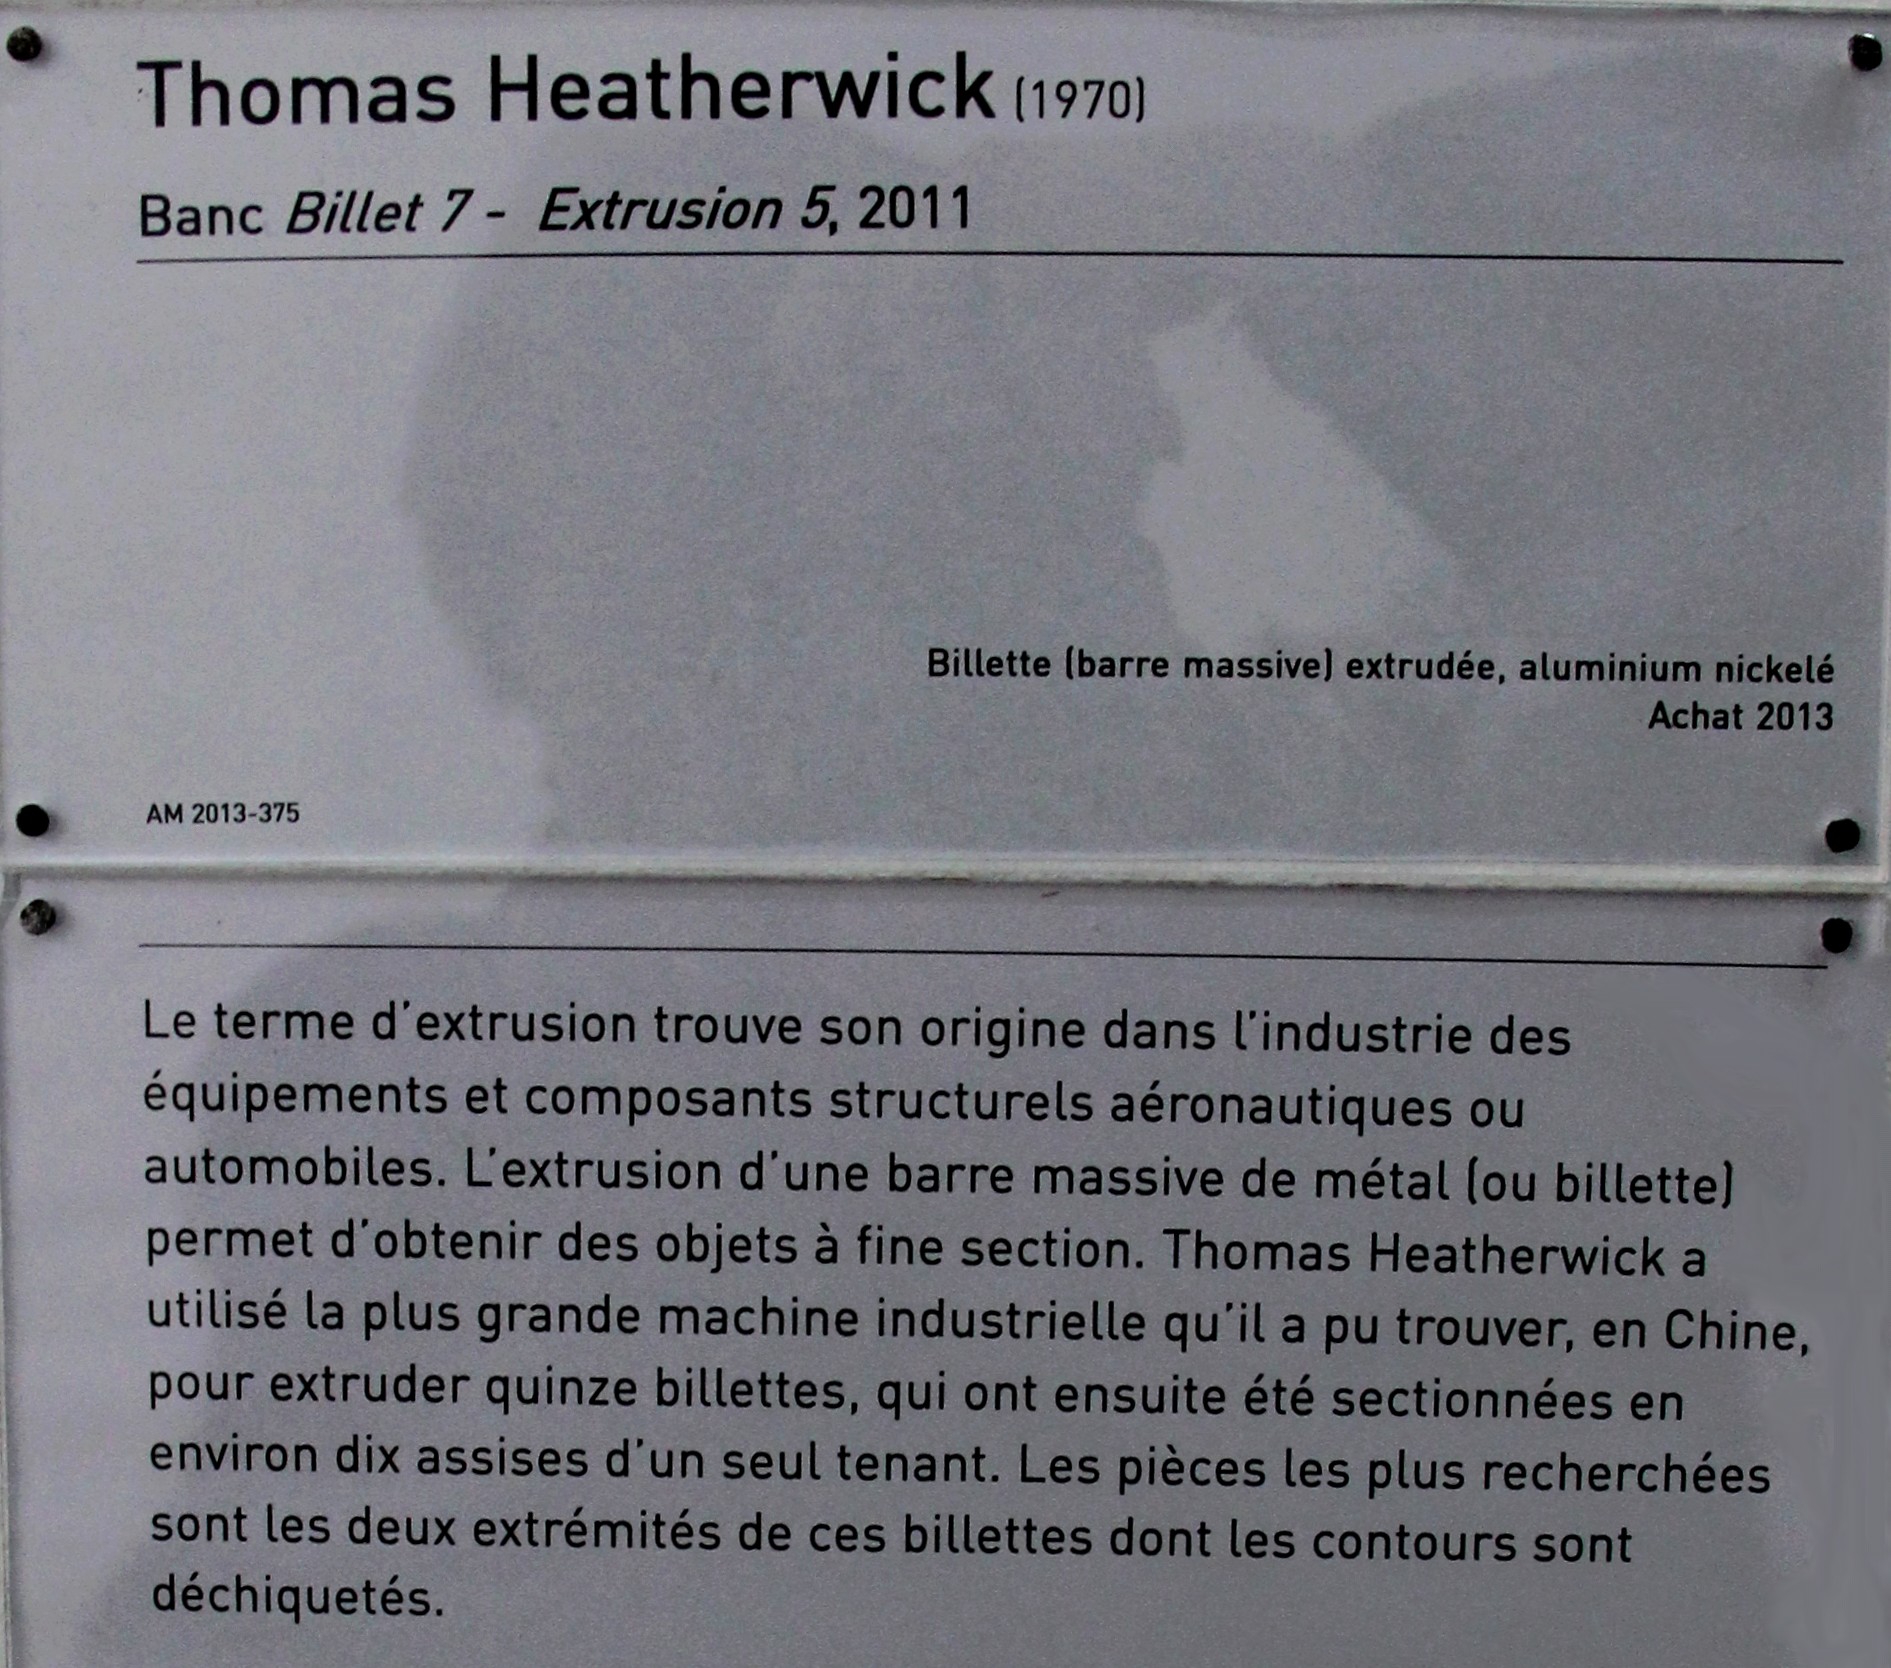 Thomas Heatherwick (1970)
Banc Billet 7 - Extrusion 5, 2011
Billette (barre massive) extrudée, aluminium nickelé
Achat 2013
AM 2013-375
Le terme d'extrusion trouve son origine dans l'industrie des
équipements et composants structurels aéronautiques ou
automobiles. L'extrusion d'une barre massive de métal (ou billette)
permet d'obtenir des objets à fine section. Thomas Heatherwick a
utilisé la plus grande machine industrielle qu'il a pu trouver, en Chine,
pour extruder quinze billettes, qui ont ensuite été sectionnées en
environ dix assises d'un seul tenant. Les pièces les plus recherchées
sont les deux extrémités de ces billettes dont les contours sont
déchiquetés.